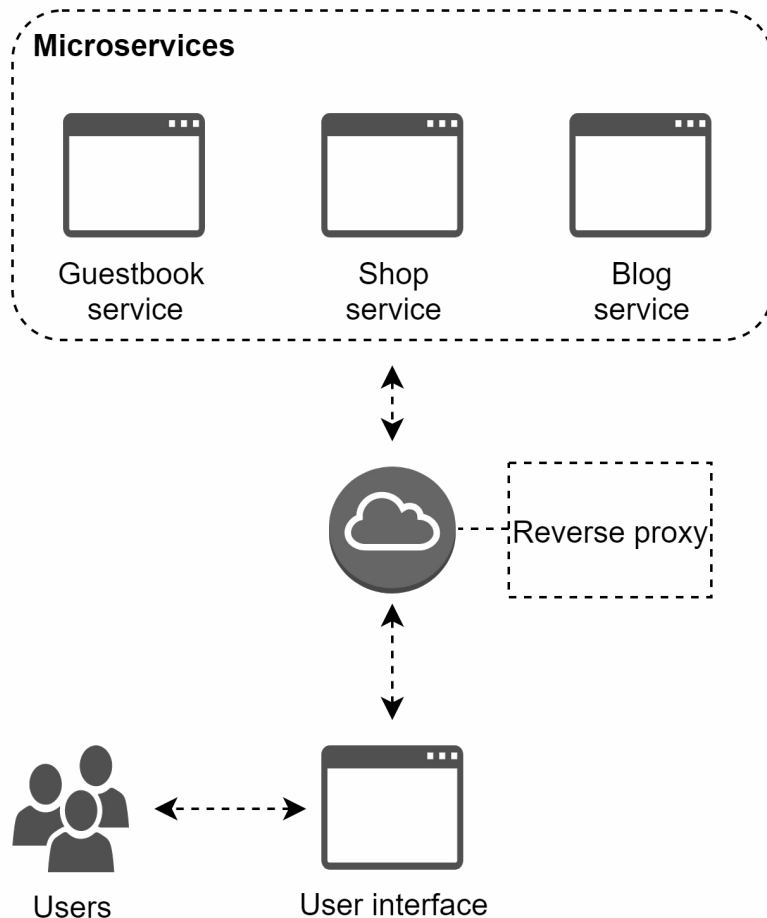 Microservices
Guestbook
service
Shop
service
Blog
service
Reverse proxy
Users
User interface